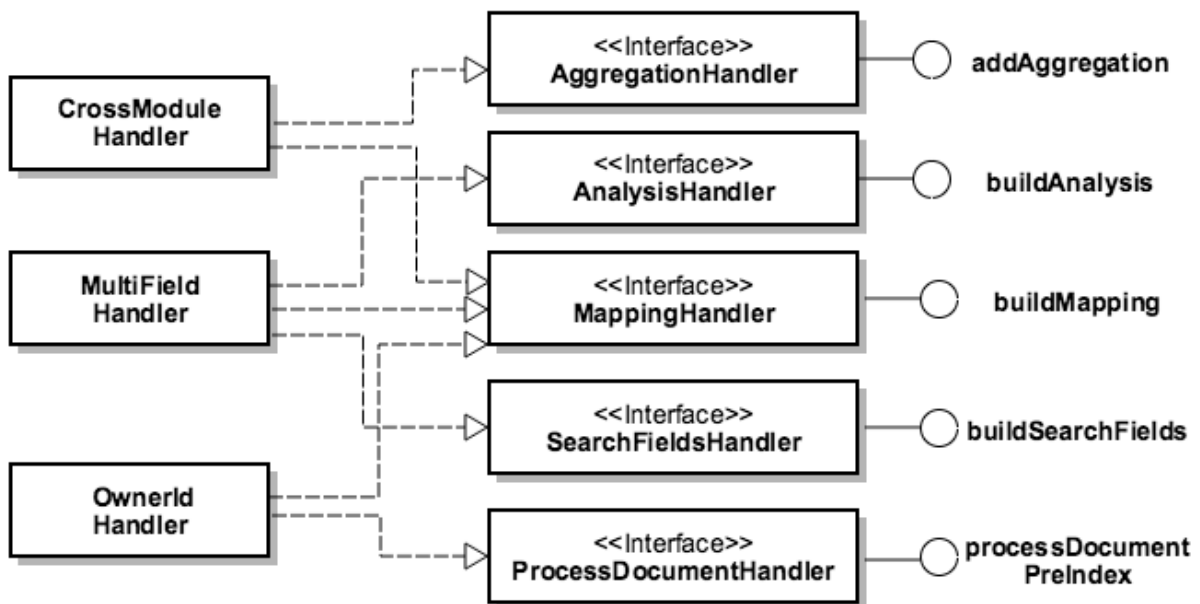 CrossModule
Handler
MultiField
Handler
OwnerId
Handler
<<Interface>>
AggregationHandler
<<Interface>>
AnalysisHandler
<<Interface>>
MappingHandler
<<Interface>>
SearchFieldsHandler
<<Interface>>
ProcessDocumentHandler
addAggregation
buildAnalysis
buildMapping
buildSearchFields
processDocument
PreIndex